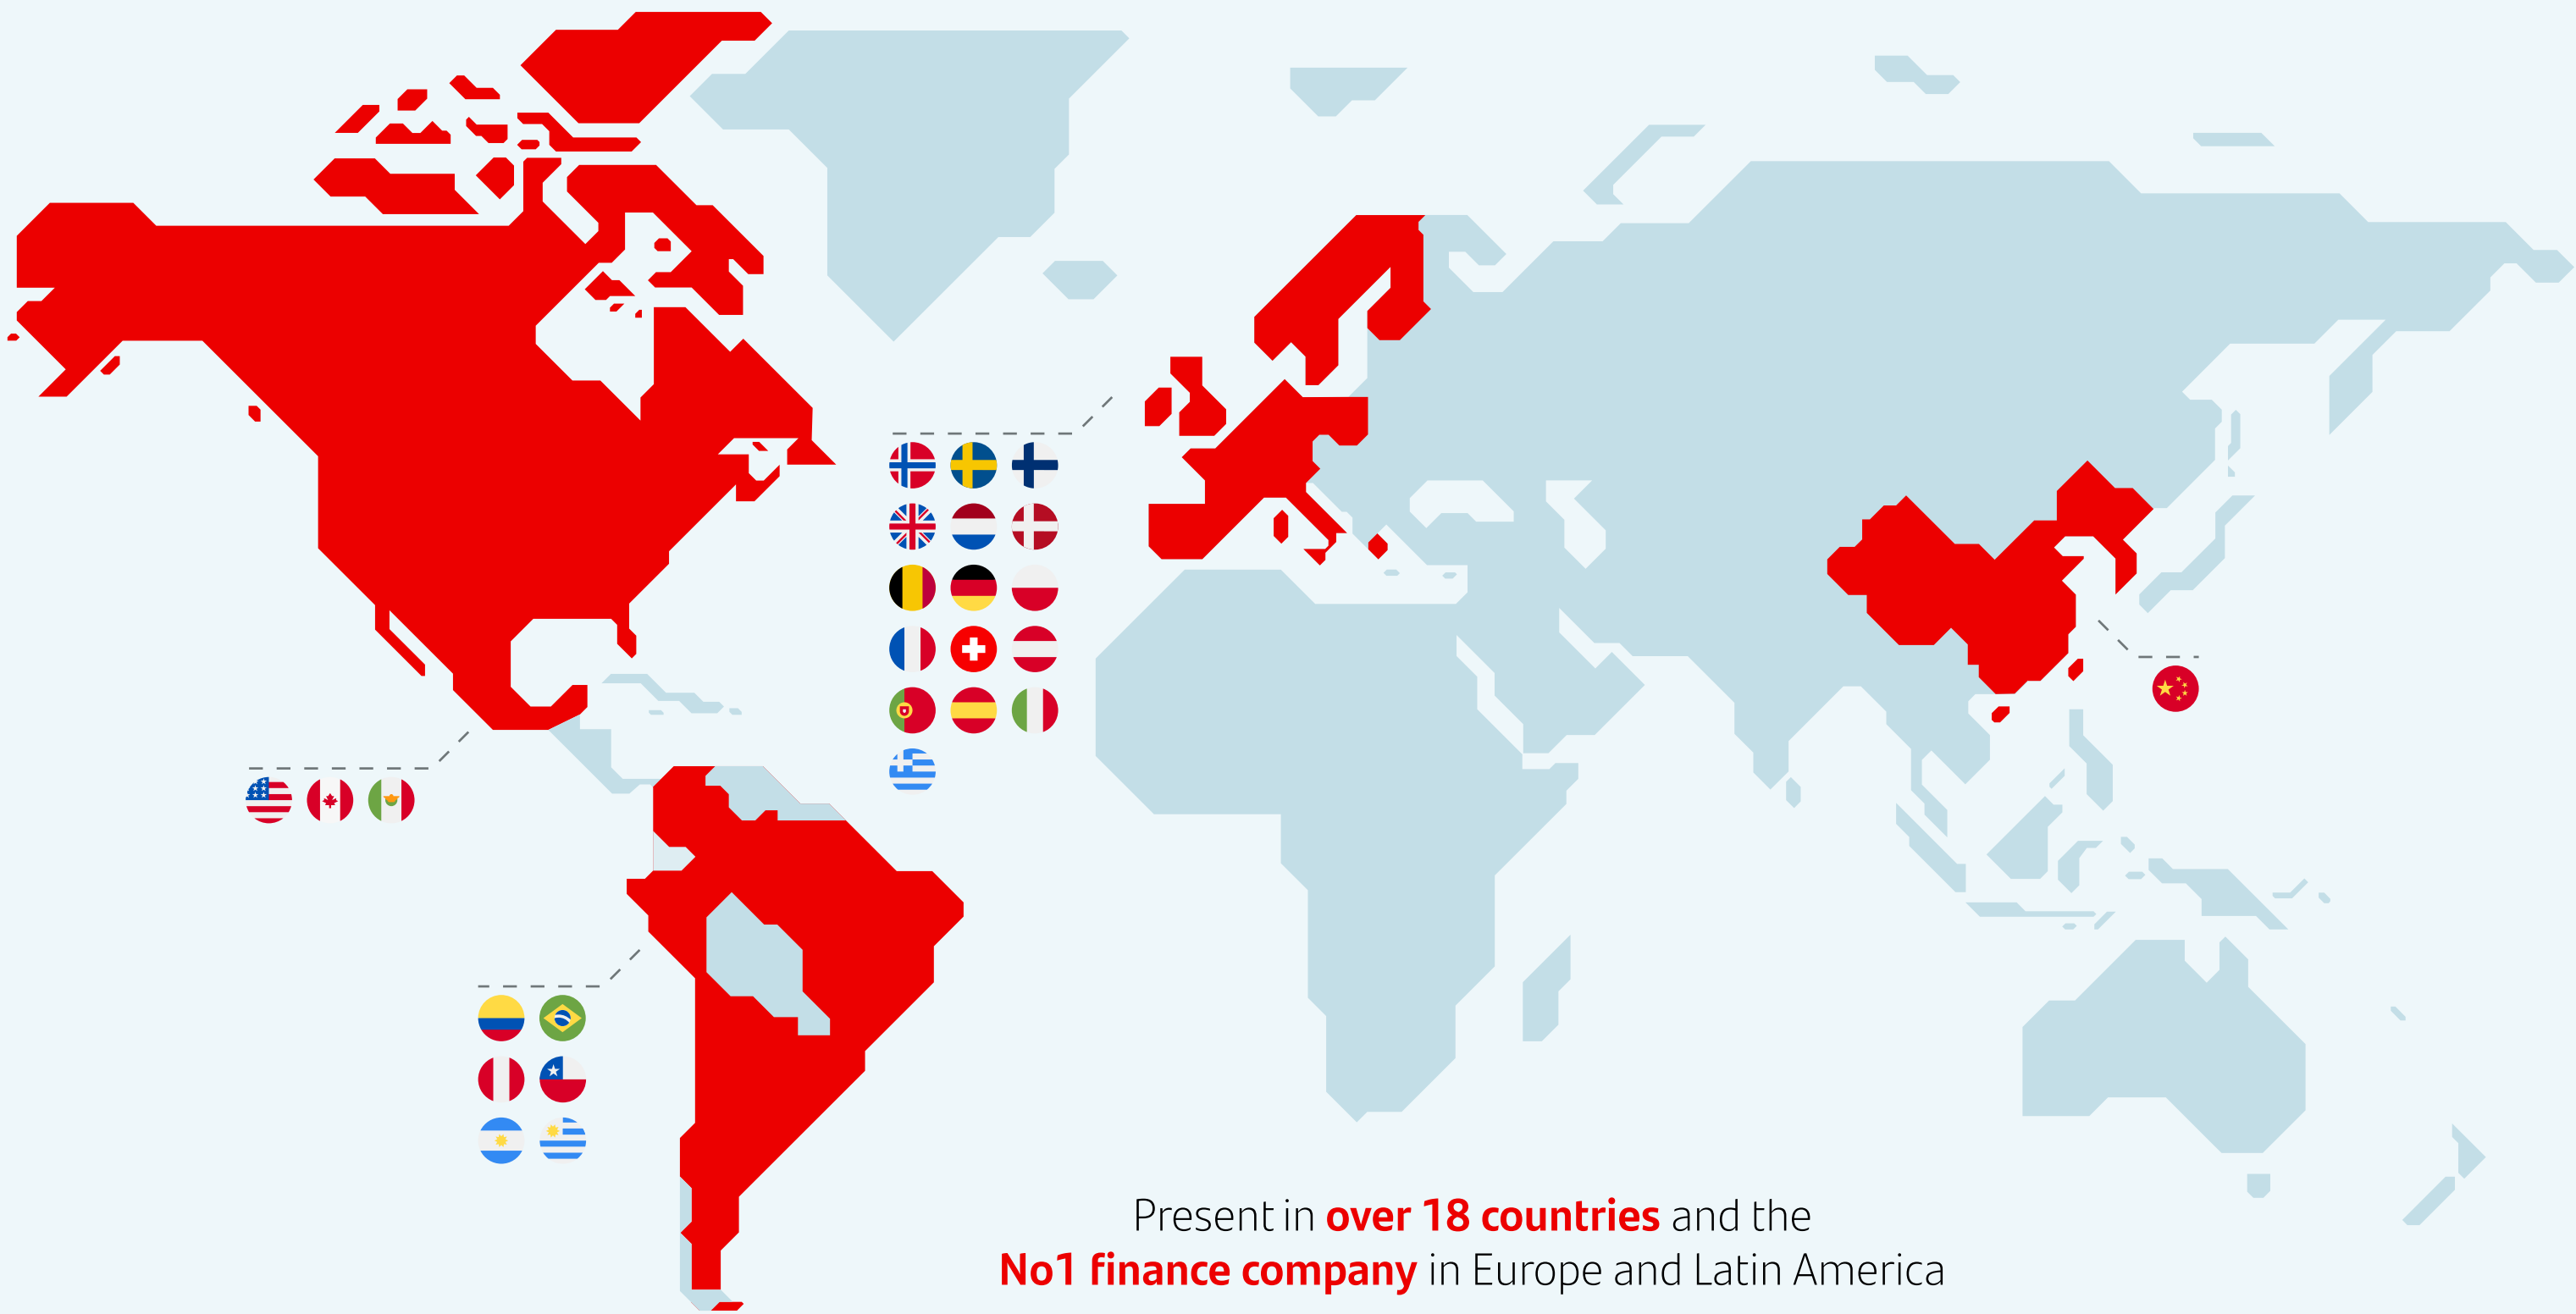 Present in over 18 countries and the
No1 finance company in Europe and Latin America